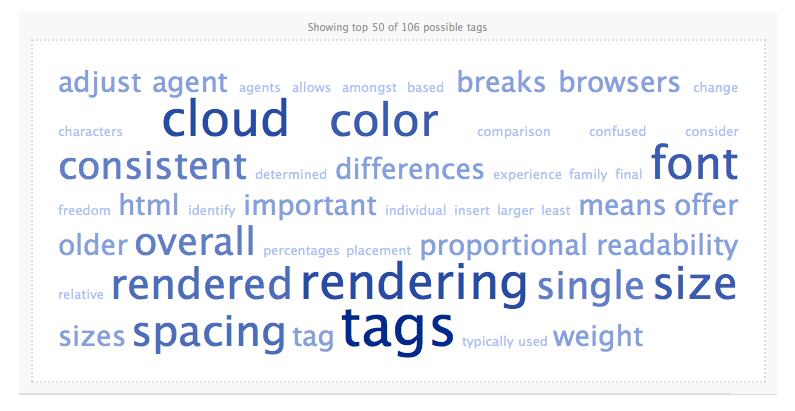 Showing top 50 of 106 possible tags
adjust agent agents allows amongst based breaks browsers change
characters cloud color comparison confused consider
consistent determined differences experience family final font
freedom html identify important individual insert larger least means offer
older overall percentages placement proportional readability
relative rendered rendering single size
sizes spacing tag tags typically used weight